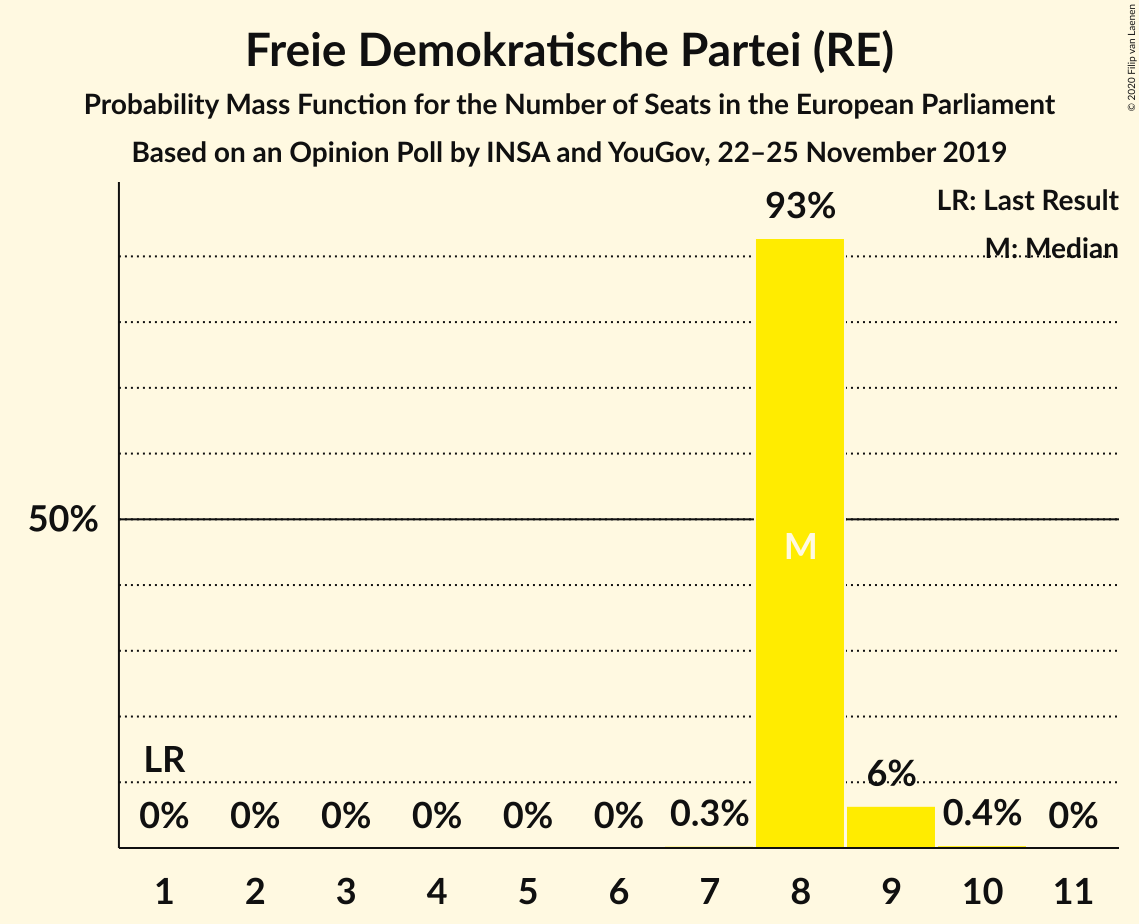 Freie Demokratische Partei (RE)
Probability Mass Function for the Number of Seats in the European Parliament
Based on an Opinion Poll by INSA and YouGov, 22–25 November 2019
© 2020 Filip van Laenen
LR: Last Result
M: Median
93%
50%
M
LR
0% 0% 0% 0% 0% 0% 0.3% 6% 0.4% 0%
1 2 3 4 5 6 7 8 9 10 11